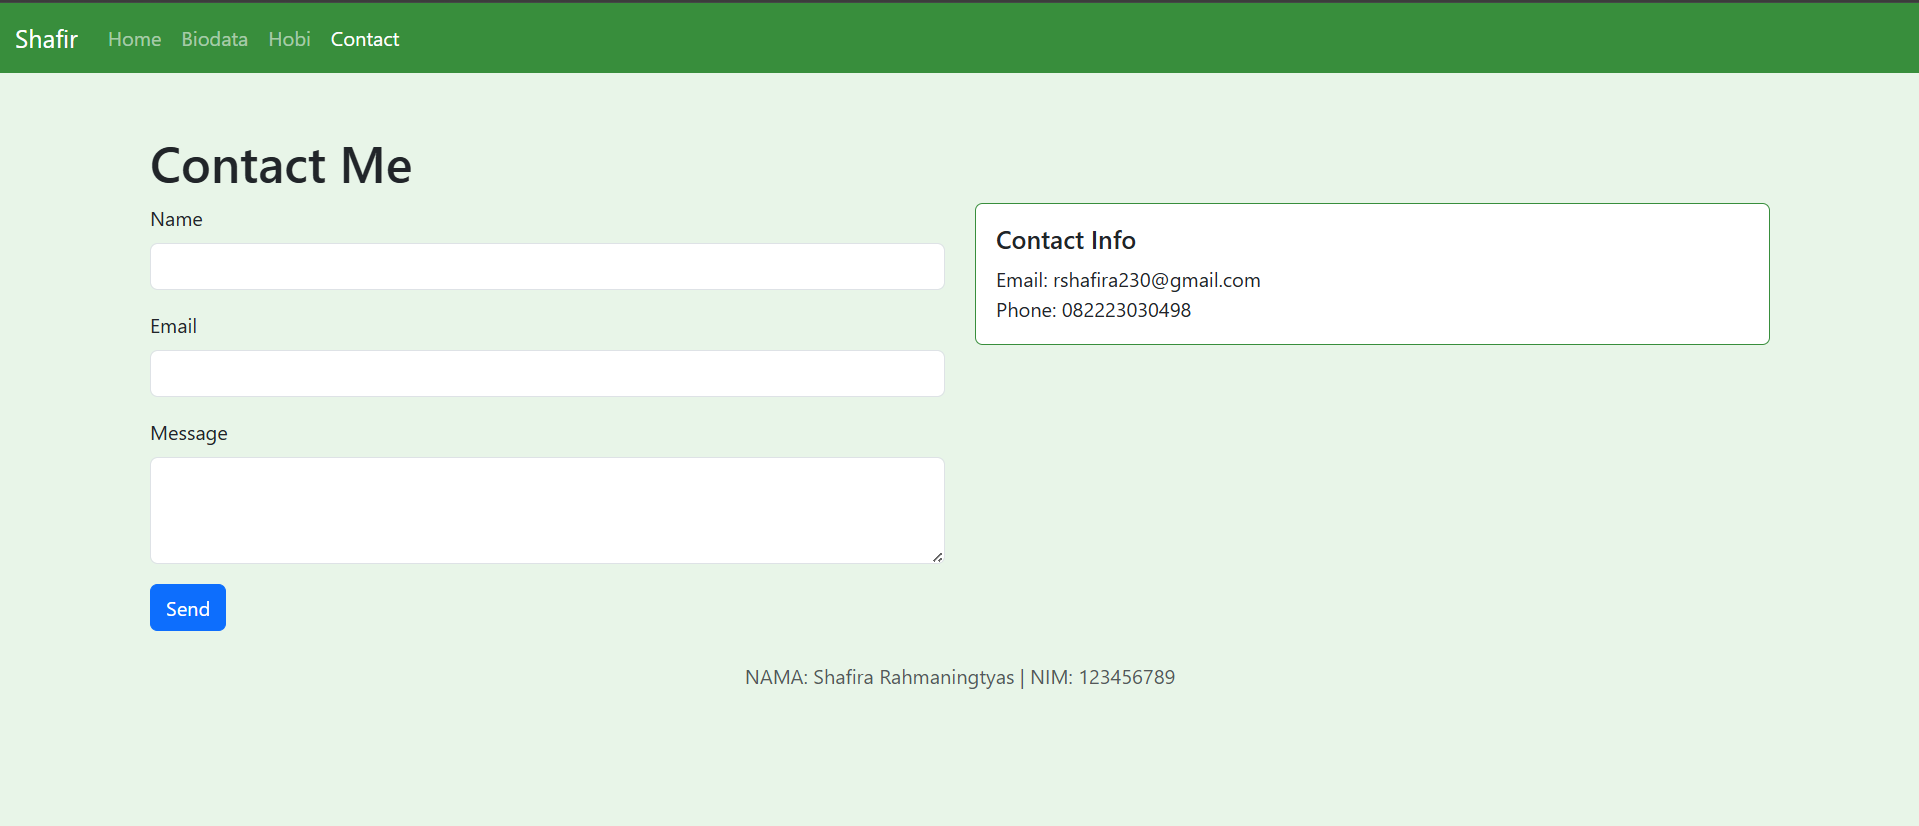 Shafir Home Biodata Hobi Contact
Contact Me
Name
Email
Message
Send
Contact Info
Email: rshafira230@gmail.com
Phone: 082223030498
NAMA: Shafira Rahmaningtyas | NIM: 123456789